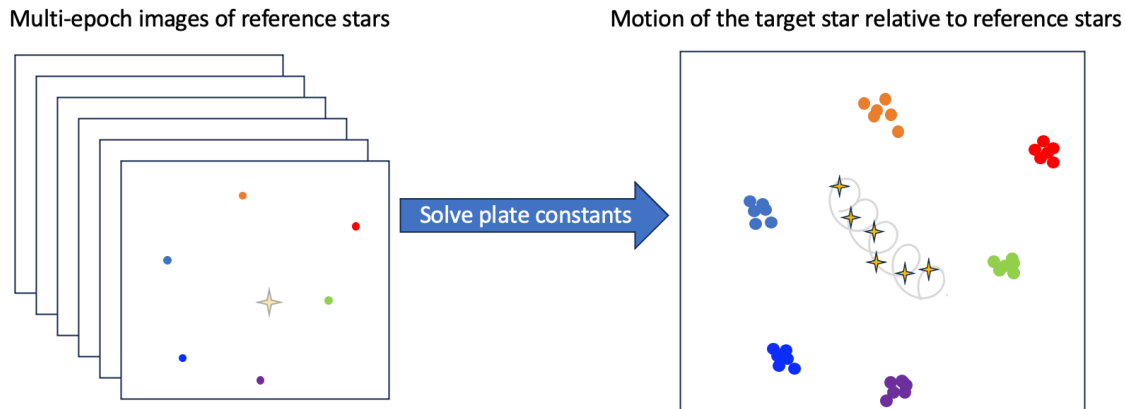 Multi-epoch images of reference stars
Motion of the target star relative to reference stars
Solve plate constants